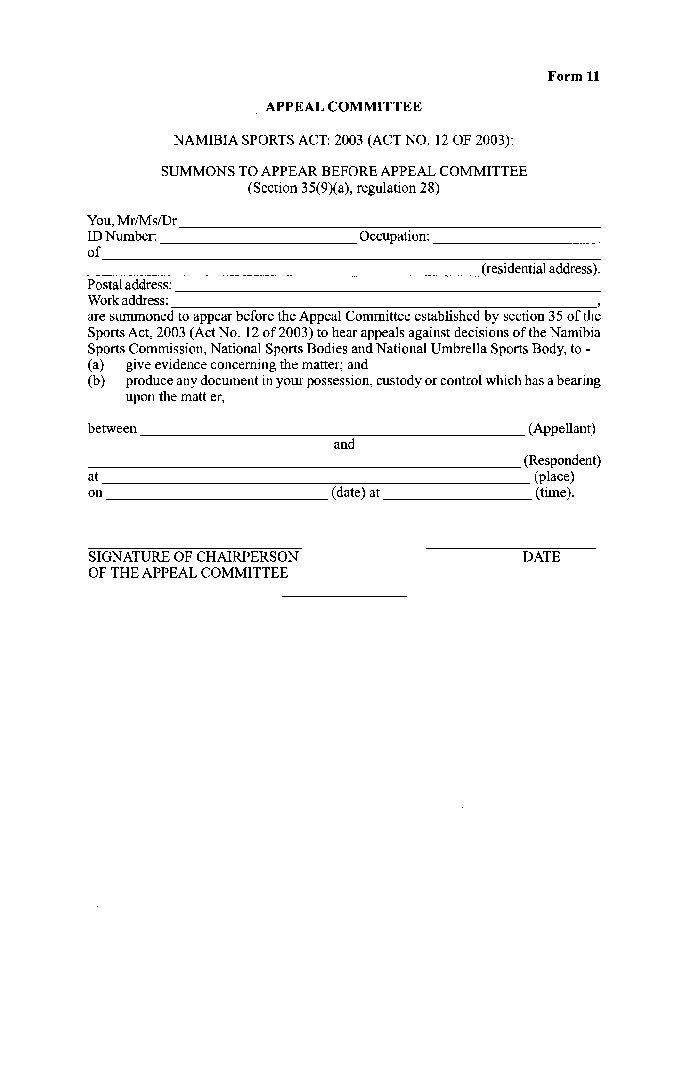 Form 11
APPEAL COMMITTEE
NAMIBIA SPORTS ACT: 2003 (ACT NO. 12 OF 2003):
SUMMONS TO APPEAR BEFORE APPEAL COMMITTEE
(Section 35(9)(a), regulation 28)
You, Mr/Ms/Dr
ID Number: Occupation:
of
(residential address).
Postal address:
Work address: ,
are summoned to appear before the Appeal Committee established by section 35 of the
Sports Act, 2003 (Act No. 12 of 2003) to hear appeals against decisions of the Namibia
Sports Commission, National Sports Bodies and National Umbrella Sports Body, to -
(a) give evidence concerning the matter; and
(b) produce any document in your possession, custody or control which has a bearing
upon the matt er,
between (Appellant)
and
(Respondent)
at (place)
on (date) at (time).
SIGNATURE OF CHAIRPERSON DATE
OF THE APPEAL COMMITTEE